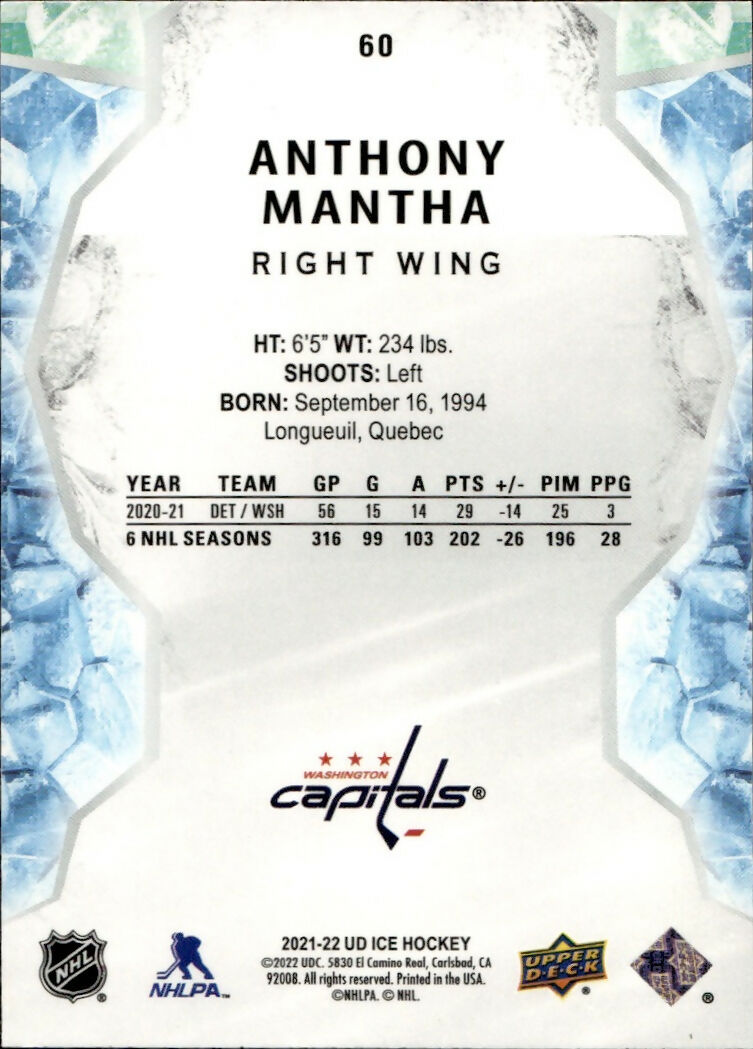 60
ANTHONY
MANTHA
RIGHT WING
HT: 6'5" WT: 234 lbs.
SHOOTS: Left
BORN: September 16, 1994
Longueuil, Quebec
YEAR TEAM GP G A PTS +/- PIM PPG
2020-21 DET / WSH 56 15 14 29 -14 25 3
6 NHL SEASONS 316 99 103 202 -26 196 28
WASHINGTON
capitals®
NHL ®
NHLPA™
2021-22 UD ICE HOCKEY
©2022 UDC. 5830 El Camino Real, Carlsbad, CA
92008. All rights reserved. Printed in the USA.
©NHLPA. © NHL.
UPPER
D·E·C·K ®
®